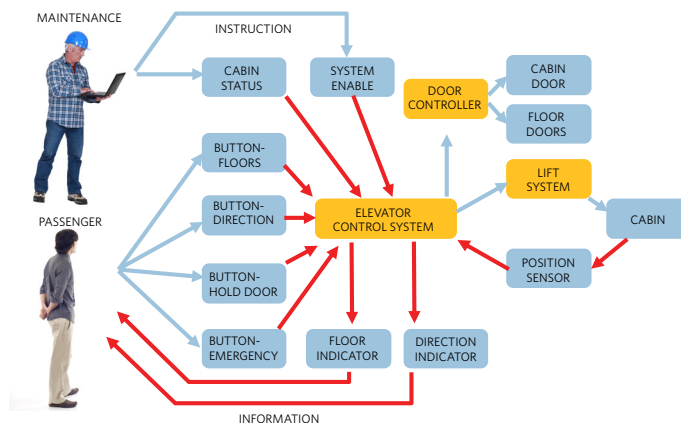 MAINTENANCE
INSTRUCTION
CABIN
STATUS
SYSTEM
ENABLE
DOOR
CONTROLLER
CABIN
DOOR
FLOOR
DOORS
BUTTON-
FLOORS
LIFT
SYSTEM
BUTTON-
DIRECTION
ELEVATOR
CONTROL SYSTEM
CABIN
PASSENGER
POSITION
SENSOR
BUTTON-
HOLD DOOR
BUTTON-
EMERGENCY
FLOOR
INDICATOR
DIRECTION
INDICATOR
INFORMATION